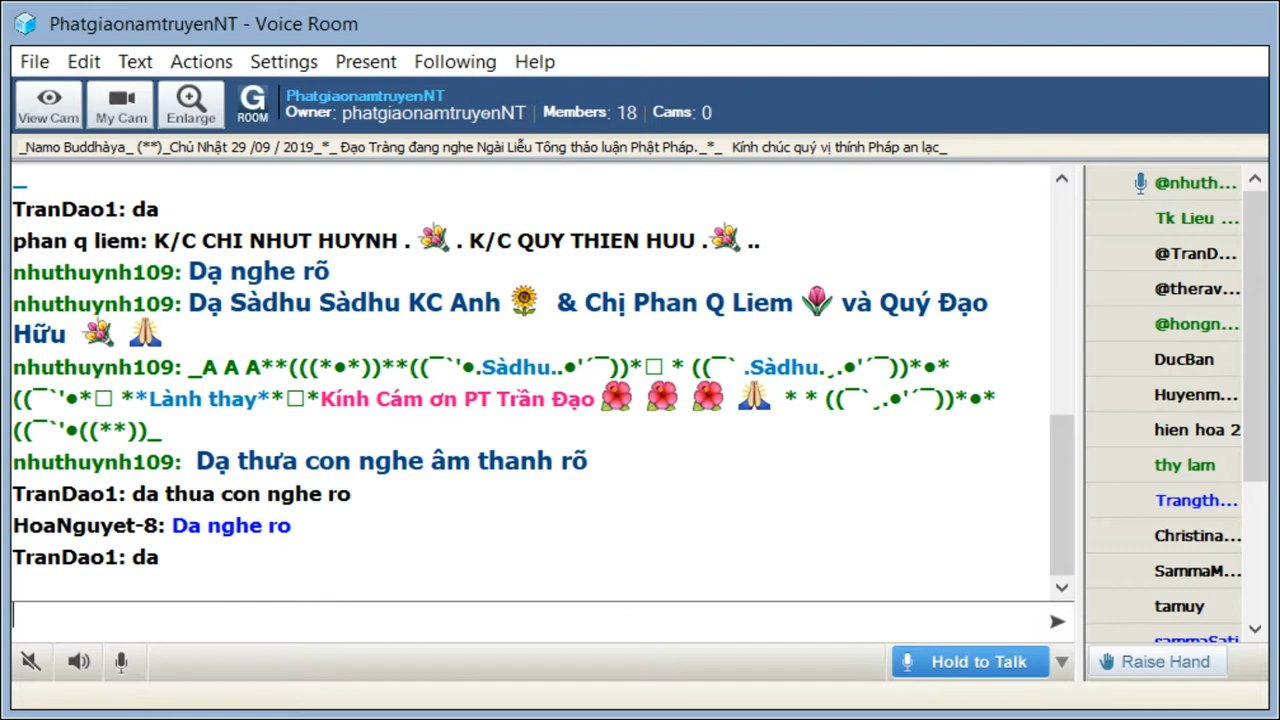 PhatgiaonamtruyenNT - Voice Room
File Edit Text Actions Settings Present Following Help
View Cam My Cam Enlarge G ROOM
PhatgiaonamtruyenNT
Owner: phatgiaonamtruyenNT | Members: 18 | Cams: 0
_Namo Buddhàya_ (**)_Chủ Nhật 29 /09 / 2019_*_ Đạo Tràng đang nghe Ngài Liễu Tông thảo luận Phật Pháp._*_ Kính chúc quý vị thính Pháp an lạc_
_
TranDao1: da
phan q liem: K/C CHI NHUT HUYNH . 💐 . K/C QUY THIEN HUU .💐 ..
nhuthuynh109: Dạ nghe rõ
nhuthuynh109: Dạ Sàdhu Sàdhu KC Anh 🌻 & Chị Phan Q Liem 🌷 và Quý Đạo
Hữu 💐 🙏
nhuthuynh109: _A A A**(((*•*))**((¯`'•.Sàdhu..•'´¯))*□ * ((¯` .Sàdhu.¸.•'´¯))*•*
((¯`'•*□ **Lành thay**□*Kính Cám ơn PT Trần Đạo 🌺 🌺 🌺 🙏 * * ((¯`¸.•'´¯))*•*
((¯`'•((**))_
nhuthuynh109: Dạ thưa con nghe âm thanh rõ
TranDao1: da thua con nghe ro
HoaNguyet-8: Da nghe ro
TranDao1: da
@nhuth...
Tk Lieu ...
@TranD...
@therav...
@hongn...
DucBan
Huyenm...
hien hoa 2
thy lam
Trangth...
Christina...
SammaM...
tamuy
sammaSati
Hold to Talk
Raise Hand